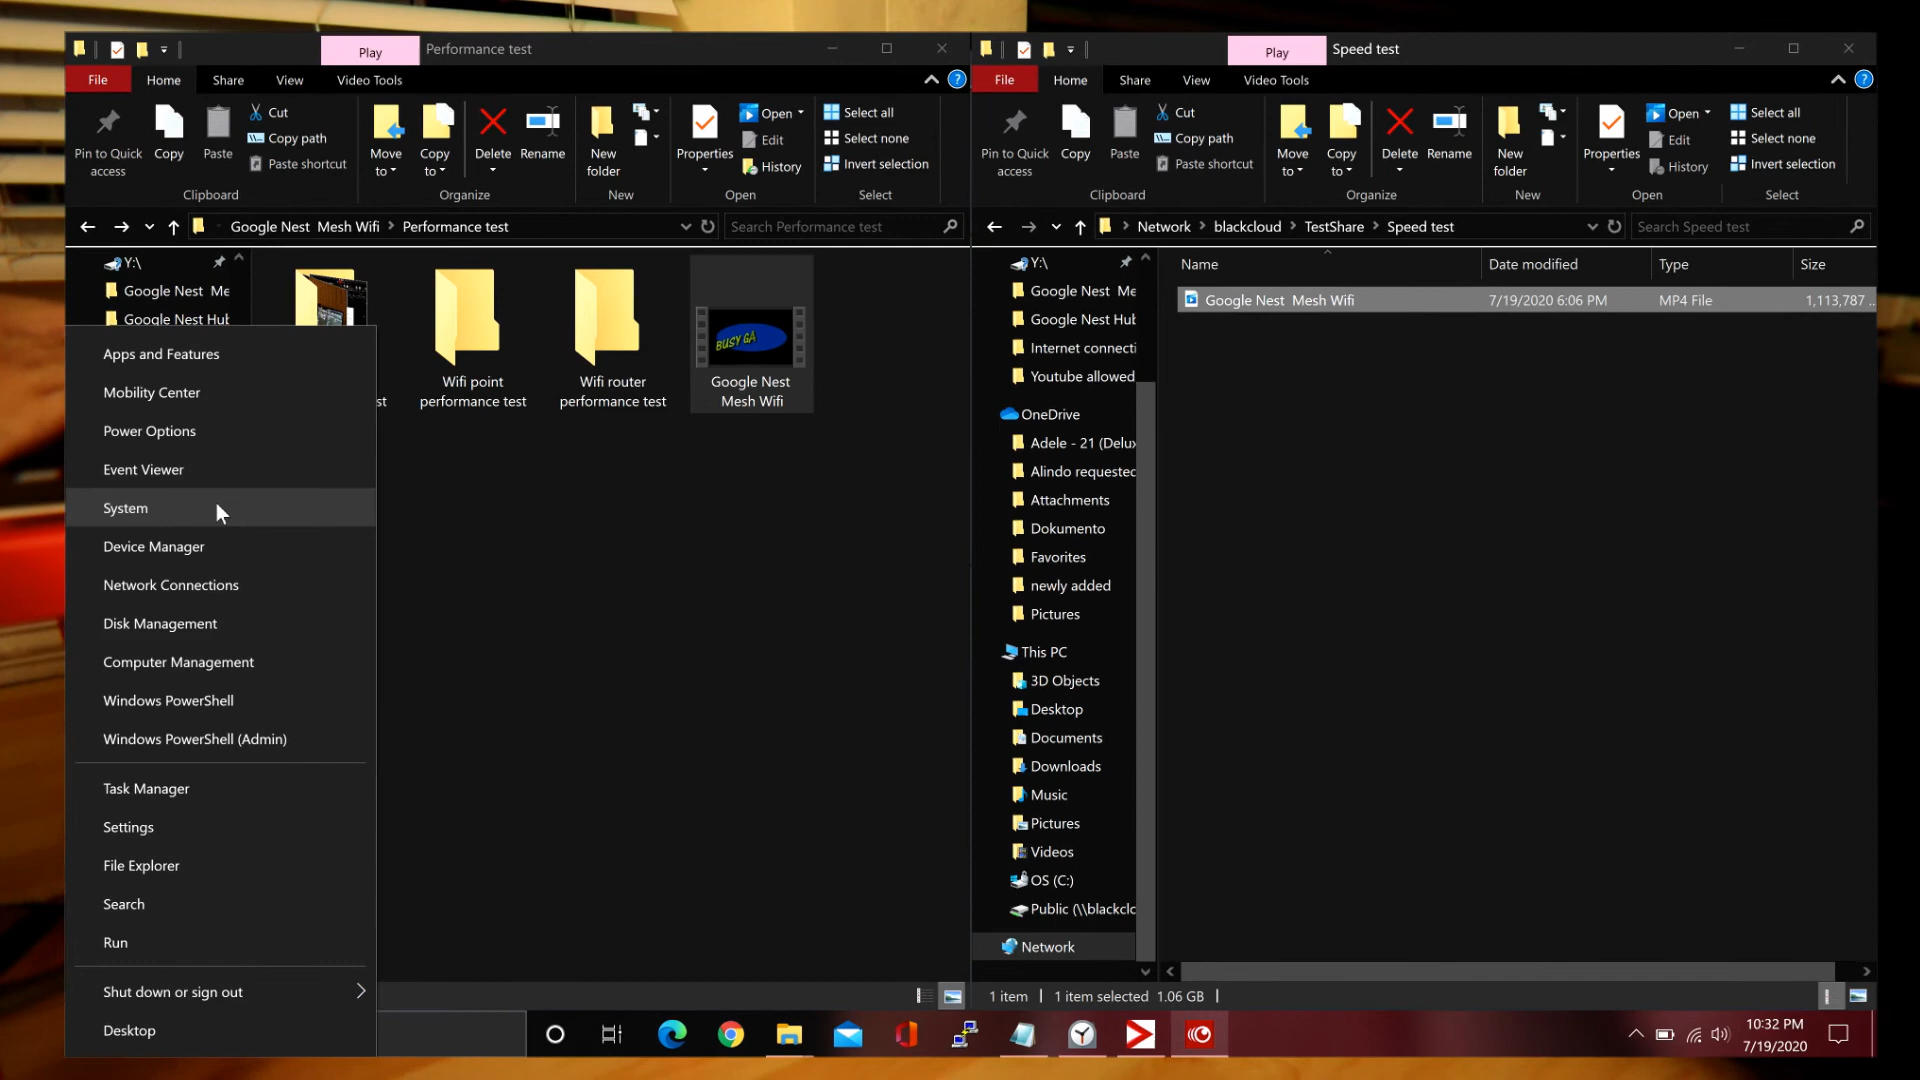 Play
Performance test
File
Home
Share
View
Video Tools
Pin to Quick
access
Copy
Paste
Cut
Copy path
Paste shortcut
Move
to
Copy
to
Delete
Rename
New
folder
Properties
Open
Edit
History
Select all
Select none
Invert selection
Clipboard
Organize
New
Open
Select
Google Nest Mesh Wifi
Performance test
Search Performance test
Y:\
Google Nest Me
Google Nest Hub
st
Wifi point
performance test
Wifi router
performance test
BUSY GA
Google Nest
Mesh Wifi
Apps and Features
Mobility Center
Power Options
Event Viewer
System
Device Manager
Network Connections
Disk Management
Computer Management
Windows PowerShell
Windows PowerShell (Admin)
Task Manager
Settings
File Explorer
Search
Run
Shut down or sign out
Desktop
Play
Speed test
File
Home
Share
View
Video Tools
Pin to Quick
access
Copy
Paste
Cut
Copy path
Paste shortcut
Move
to
Copy
to
Delete
Rename
New
folder
Properties
Open
Edit
History
Select all
Select none
Invert selection
Clipboard
Organize
New
Open
Select
Network
blackcloud
TestShare
Speed test
Search Speed test
Y:\
Google Nest Me
Google Nest Hub
Internet connecti
Youtube allowed
OneDrive
Adele - 21 (Delux
Alindo requested
Attachments
Dokumento
Favorites
newly added
Pictures
This PC
3D Objects
Desktop
Documents
Downloads
Music
Pictures
Videos
OS (C:)
Public (\\blackclo
Network
Name
Date modified
Type
Size
Google Nest Mesh Wifi
7/19/2020 6:06 PM
MP4 File
1,113,787 ...
1 item
1 item selected 1.06 GB
10:32 PM
7/19/2020